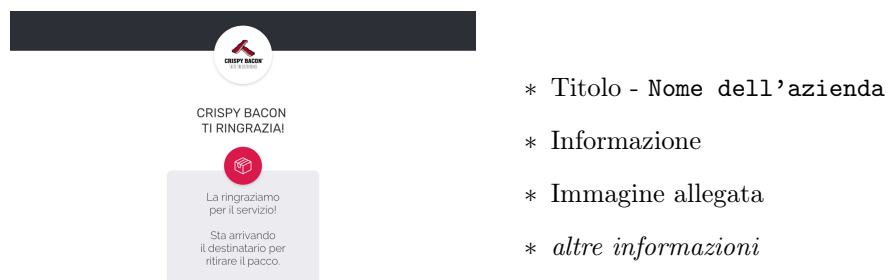 CRISPY BACON
CRISPY BACON
TI RINGRAZIA!
La ringraziamo
per il servizio!
Sta arrivando
il destinatario per
ritirare il pacco.
* Titolo - Nome dell'azienda
* Informazione
* Immagine allegata
* altre informazioni